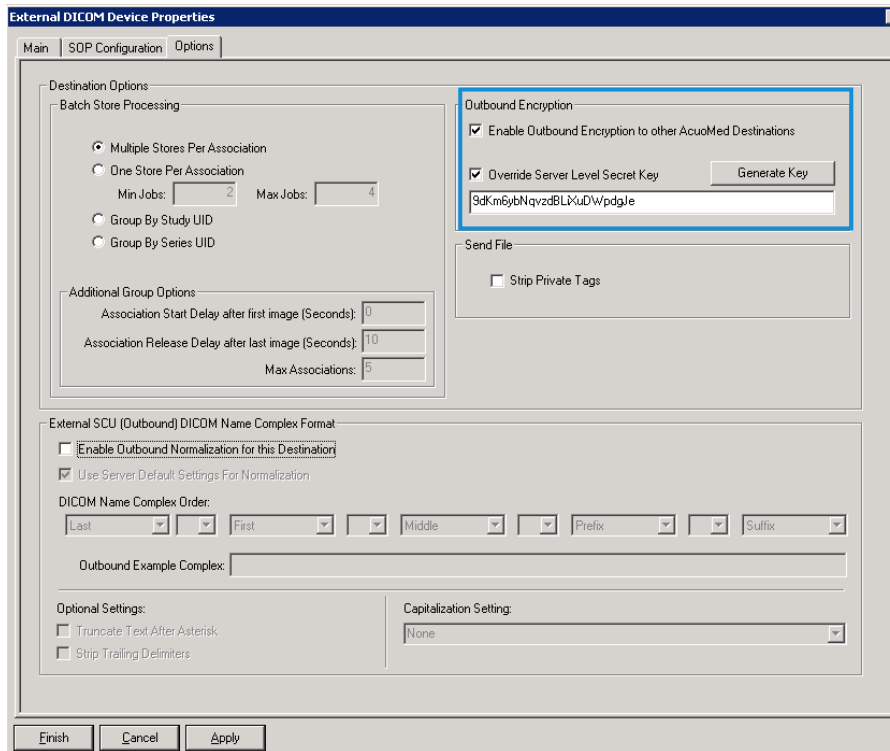 External DICOM Device Properties
Main
SOP Configuration
Options
Destination Options
Batch Store Processing
Multiple Stores Per Association
One Store Per Association
Min Jobs: 2 Max Jobs: 4
Group By Study UID
Group By Series UID
Additional Group Options
Association Start Delay after first image (Seconds): 0
Association Release Delay after last image (Seconds): 10
Max Associations: 5
Outbound Encryption
Enable Outbound Encryption to other AcuoMed Destinations
Override Server Level Secret Key
Generate Key
9dKm6ybNqvzdBLiXuDWpdgJe
Send File
Strip Private Tags
External SCU (Outbound) DICOM Name Complex Format
Enable Outbound Normalization for this Destination
Use Server Default Settings For Normalization
DICOM Name Complex Order:
Last First Middle Prefix Suffix
Outbound Example Complex:
Optional Settings:
Truncate Text After Asterisk
Strip Trailing Delimiters
Capitalization Setting:
None
Finish Cancel Apply